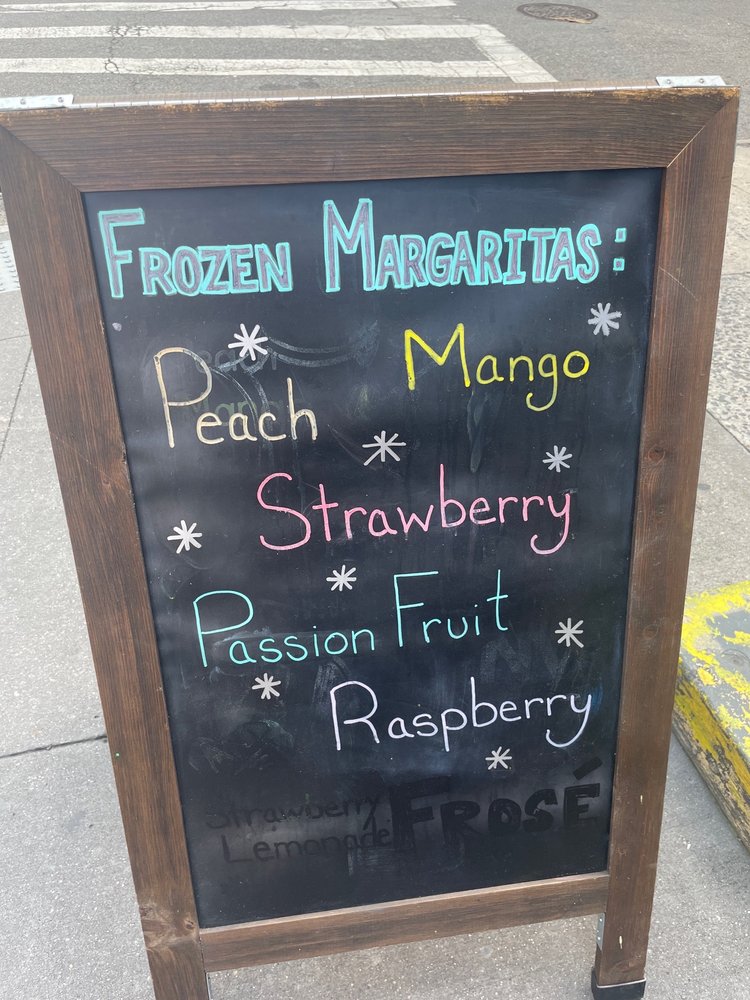 FROZEN MARGARITAS:
Mango
Peach
Strawberry
Passion Fruit
Raspberry
Strawberry
Lemonade
FROSÉ